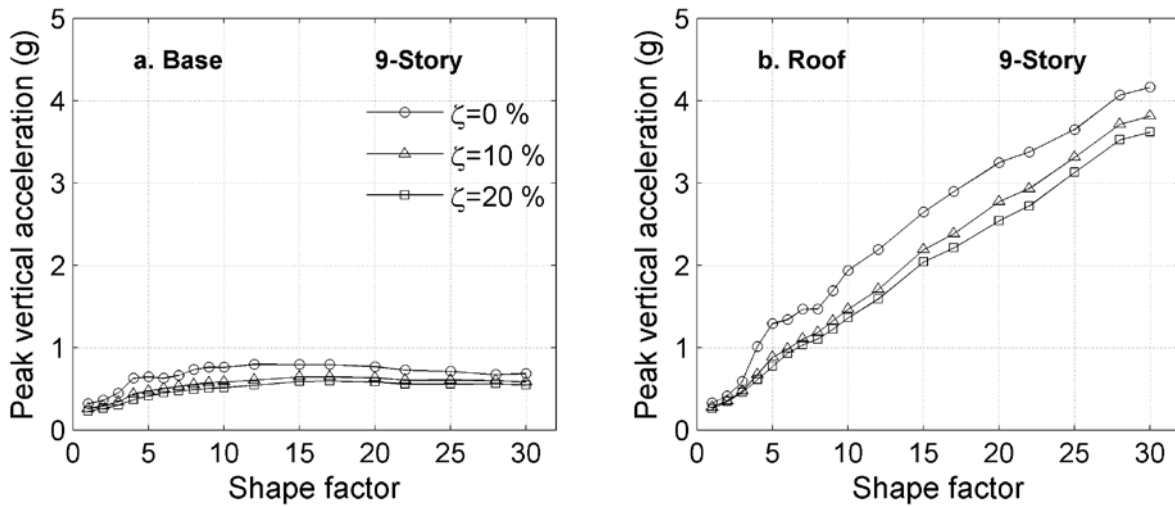 Peak vertical acceleration (g)
5
4
3
2
1
0
a. Base 9-Story
ζ=0 %
ζ=10 %
ζ=20 %
0 5 10 15 20 25 30
Shape factor
Peak vertical acceleration (g)
5
4
3
2
1
0
b. Roof 9-Story
0 5 10 15 20 25 30
Shape factor